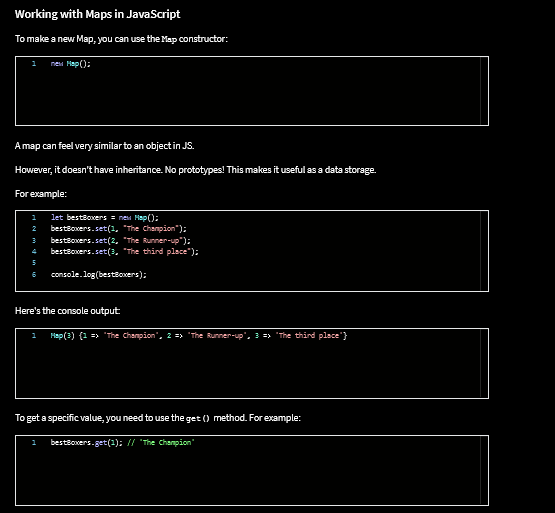 Working with Maps in JavaScript
To make a new Map, you can use the Map constructor:
1 new Map();
A map can feel very similar to an object in JS.
However, it doesn't have inheritance. No prototypes! This makes it useful as a data storage.
For example:
1 let bestBoxers = new Map();
2 bestBoxers.set(1, "The Champion");
3 bestBoxers.set(2, "The Runner-up");
4 bestBoxers.set(3, "The third place");
5
6 console.log(bestBoxers);
Here's the console output:
1 Map(3) {1 => 'The Champion', 2 => 'The Runner-up', 3 => 'The third place'}
To get a specific value, you need to use the get() method. For example:
1 bestBoxers.get(1); // 'The Champion'